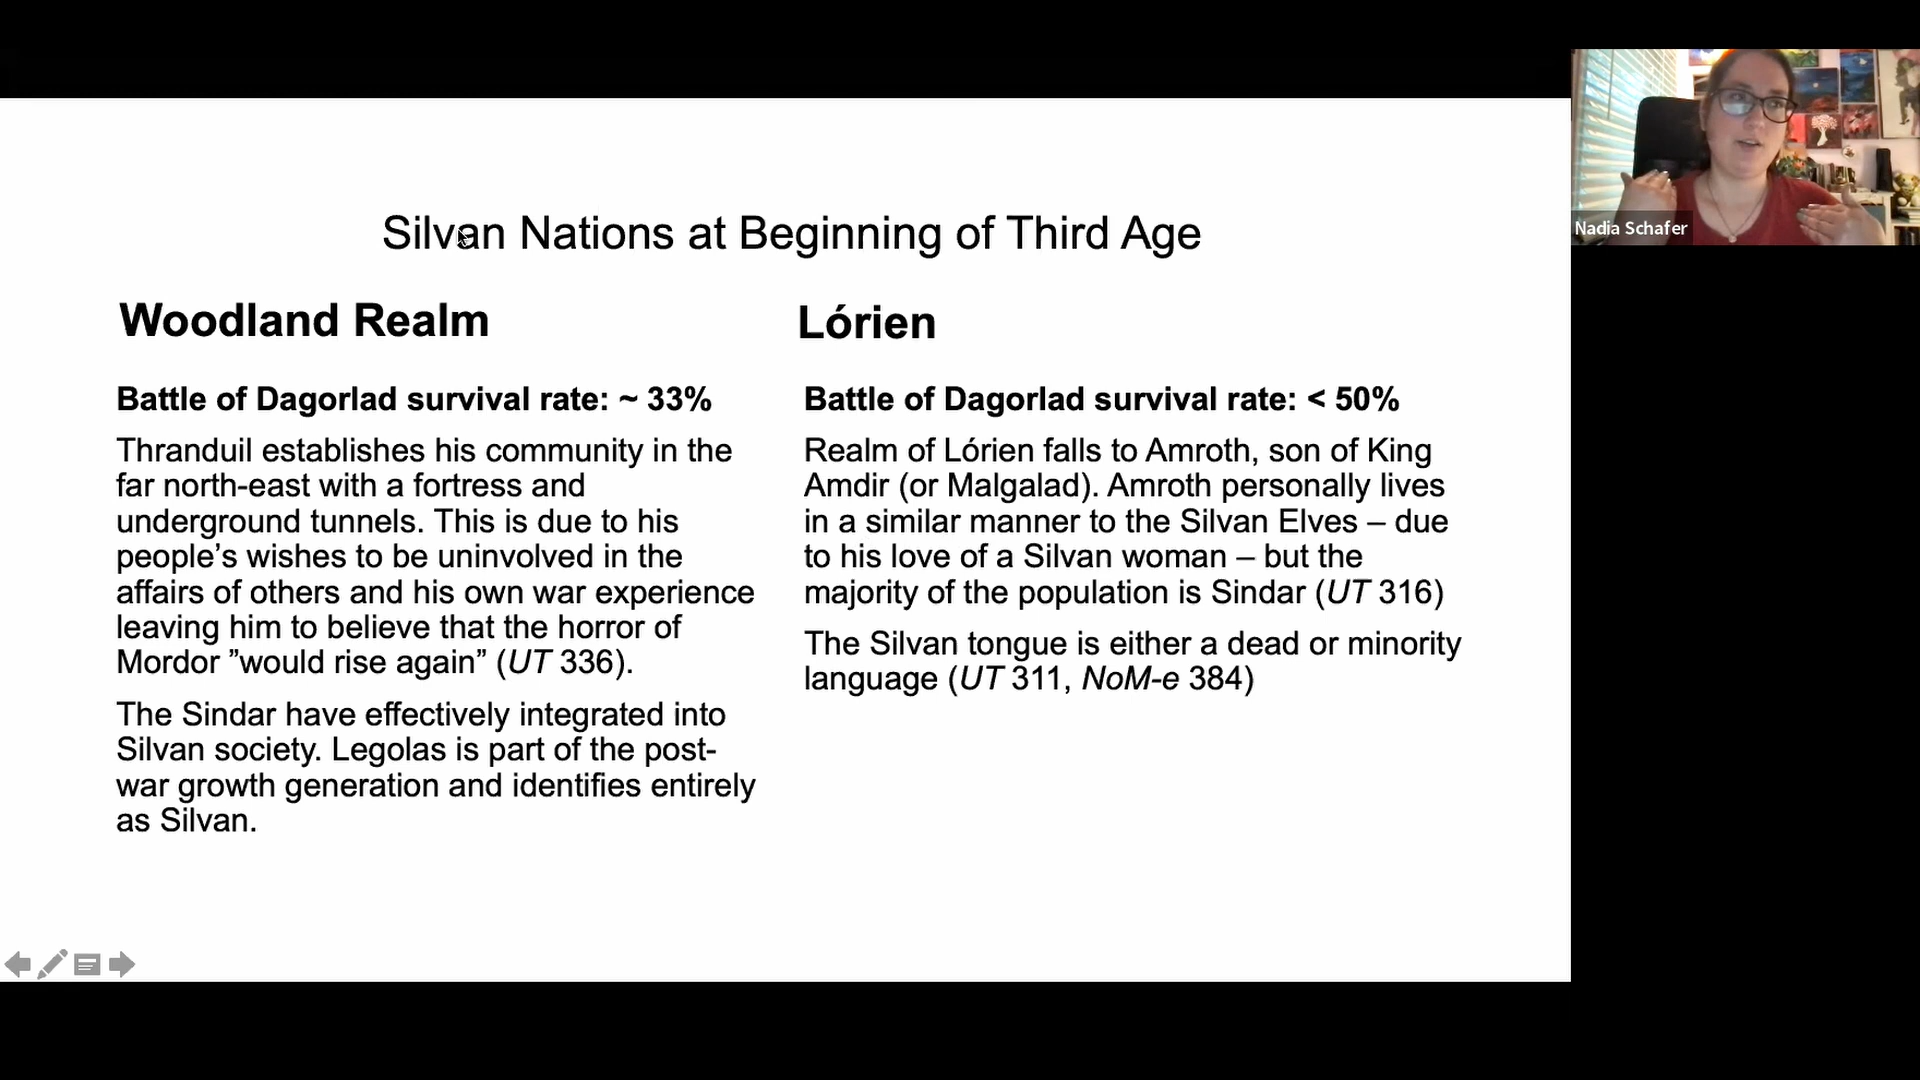 Silvan Nations at Beginning of Third Age
Woodland Realm
Battle of Dagorlad survival rate: ~ 33%
Thranduil establishes his community in the
far north-east with a fortress and
underground tunnels. This is due to his
people’s wishes to be uninvolved in the
affairs of others and his own war experience
leaving him to believe that the horror of
Mordor ”would rise again” (UT 336).
The Sindar have effectively integrated into
Silvan society. Legolas is part of the post-
war growth generation and identifies entirely
as Silvan.
Lórien
Battle of Dagorlad survival rate: < 50%
Realm of Lórien falls to Amroth, son of King
Amdir (or Malgalad). Amroth personally lives
in a similar manner to the Silvan Elves – due
to his love of a Silvan woman – but the
majority of the population is Sindar (UT 316)
The Silvan tongue is either a dead or minority
language (UT 311, NoM-e 384)
Nadia Schafer